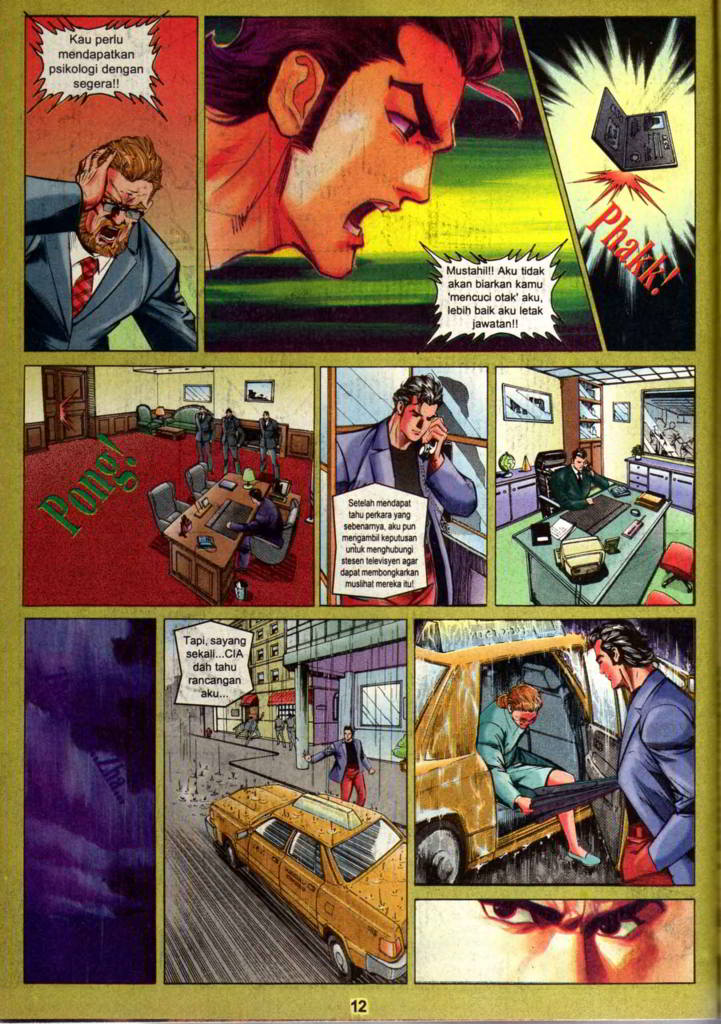 Kau perlu
mendapatkan
psikologi dengan
segera!!
Mustahil!! Aku tidak
akan biarkan kamu
'mencuci otak' aku,
lebih baik aku letak
jawatan!!
Phakk!
Pong!
Setelah mendapat
tahu perkara yang
sebenarnya, aku pun
mengambil keputusan
untuk menghubungi
stesen televisyen agar
dapat membongkarkan
muslihat mereka itu!
Tapi, sayang
sekali...CIA
dah tahu
rancangan
aku...
12